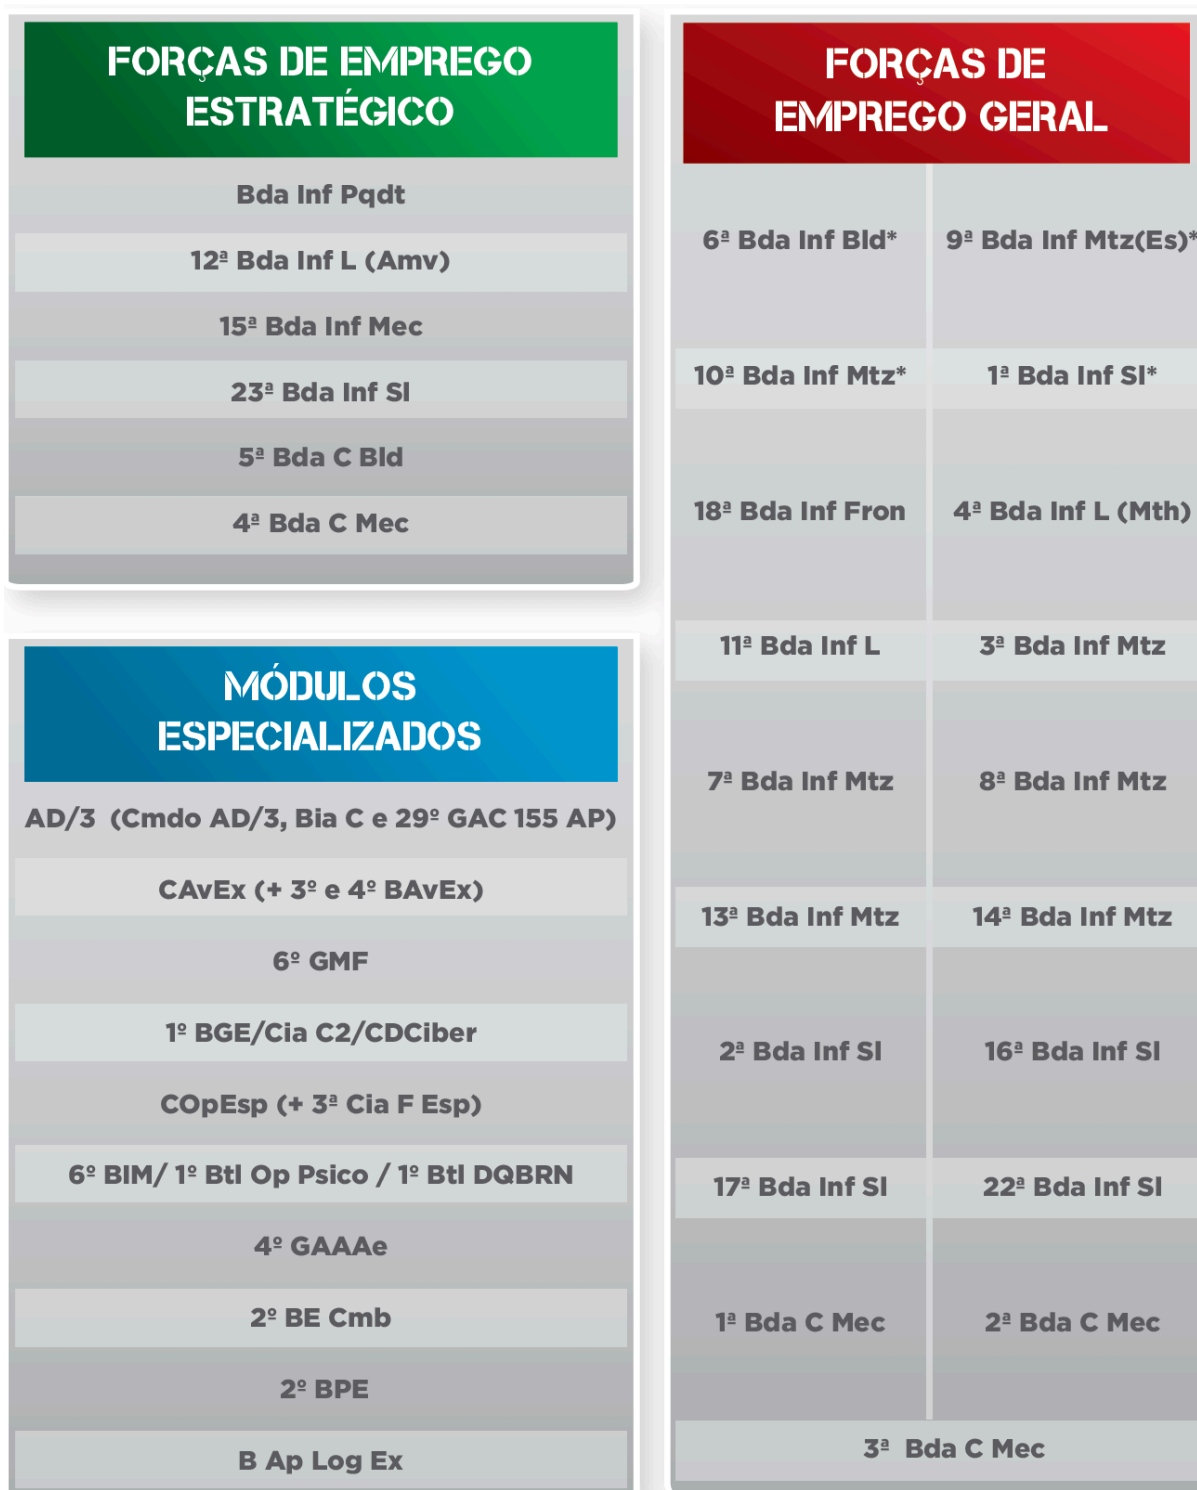 FORÇAS DE EMPREGO
ESTRATÉGICO
Bda Inf Pqdt
12ª Bda Inf L (Amv)
15ª Bda Inf Mec
23ª Bda Inf Sl
5ª Bda C Bld
4ª Bda C Mec
MÓDULOS
ESPECIALIZADOS
AD/3 (Cmdo AD/3, Bia C e 29º GAC 155 AP)
CAvEx (+ 3º e 4º BAvEx)
6º GMF
1º BGE/Cia C2/CDCiber
COpEsp (+ 3ª Cia F Esp)
6º BIM/ 1º Btl Op Psico / 1º Btl DQBRN
4º GAAAe
2º BE Cmb
2º BPE
B Ap Log Ex
FORÇAS DE
EMPREGO GERAL
6ª Bda Inf Bld* 9ª Bda Inf Mtz(Es)*
10ª Bda Inf Mtz* 1ª Bda Inf Sl*
18ª Bda Inf Fron 4ª Bda Inf L (Mth)
11ª Bda Inf L 3ª Bda Inf Mtz
7ª Bda Inf Mtz 8ª Bda Inf Mtz
13ª Bda Inf Mtz 14ª Bda Inf Mtz
2ª Bda Inf Sl 16ª Bda Inf Sl
17ª Bda Inf Sl 22ª Bda Inf Sl
1ª Bda C Mec 2ª Bda C Mec
3ª Bda C Mec